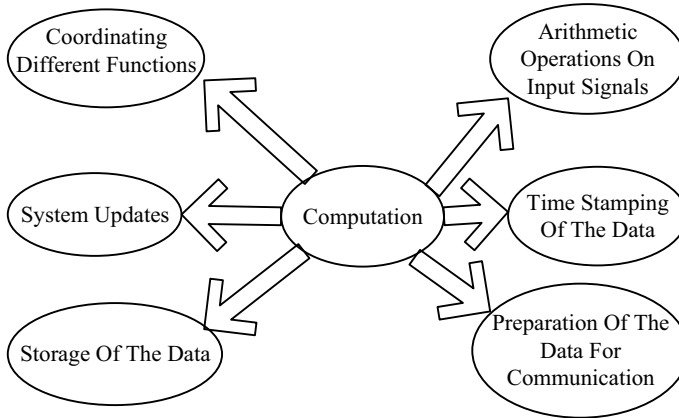 Coordinating
Different Functions
Arithmetic
Operations On
Input Signals
System Updates
Computation
Time Stamping
Of The Data
Storage Of The Data
Preparation Of The
Data For
Communication